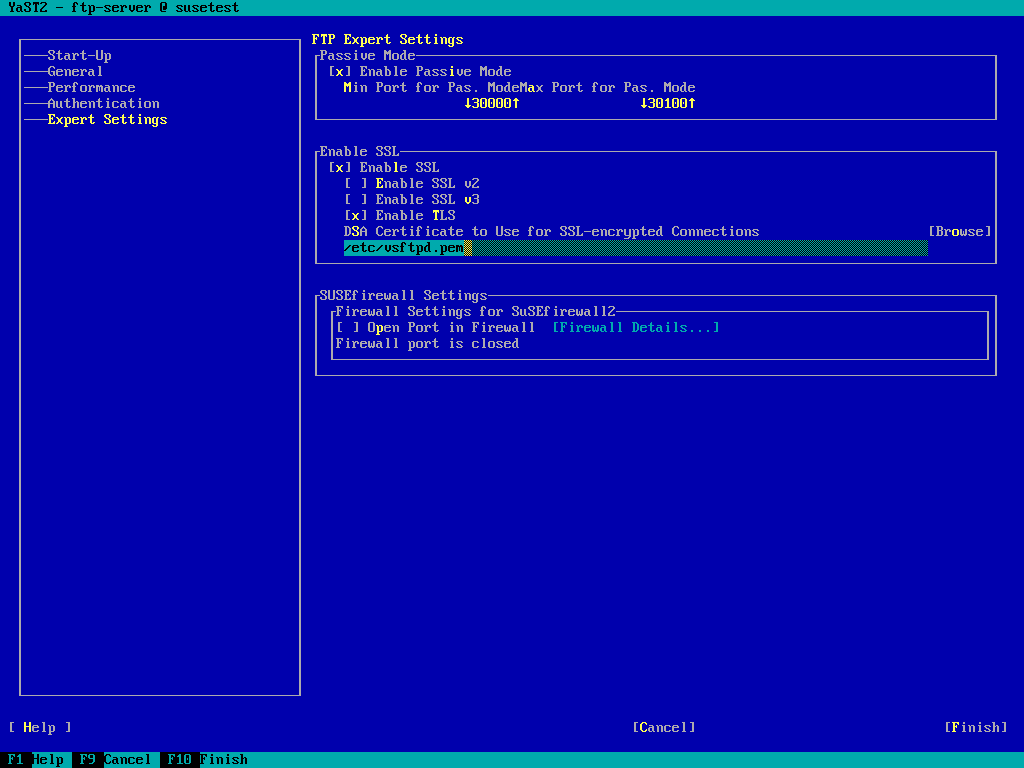 YaST2 - ftp-server @ susetest
Start-Up
General
Performance
Authentication
Expert Settings
FTP Expert Settings
Passive Mode
[x] Enable Passive Mode
Min Port for Pas. ModeMax Port for Pas. Mode
↓30000↑ ↓30100↑
Enable SSL
[x] Enable SSL
[ ] Enable SSL v2
[ ] Enable SSL v3
[x] Enable TLS
DSA Certificate to Use for SSL-encrypted Connections [Browse]
/etc/vsftpd.pem
SUSEfirewall Settings
Firewall Settings for SuSEfirewall2
[ ] Open Port in Firewall [Firewall Details...]
Firewall port is closed
[ Help ] [Cancel] [Finish]
F1 Help F9 Cancel F10 Finish